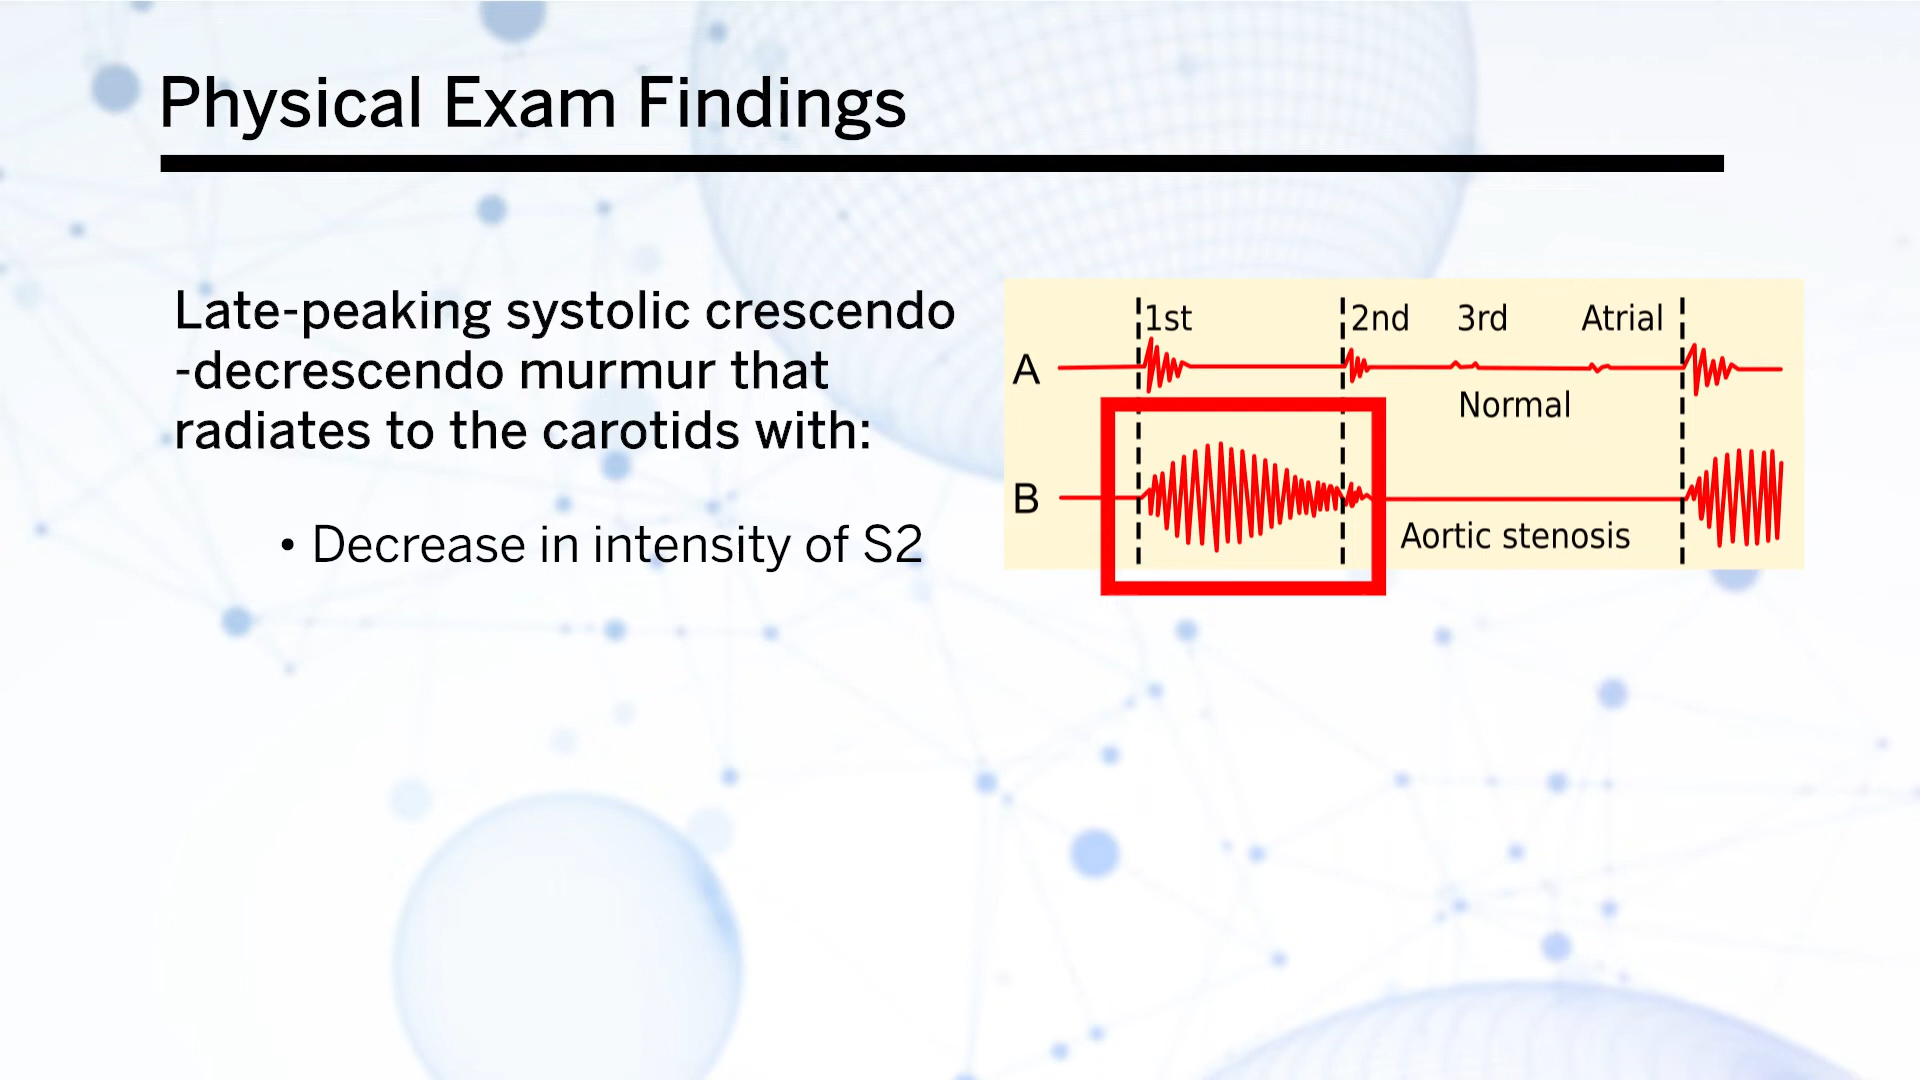 Physical Exam Findings
Late-peaking systolic crescendo
-decrescendo murmur that
radiates to the carotids with:
• Decrease in intensity of S2
1st 2nd 3rd Atrial
A
Normal
B
Aortic stenosis